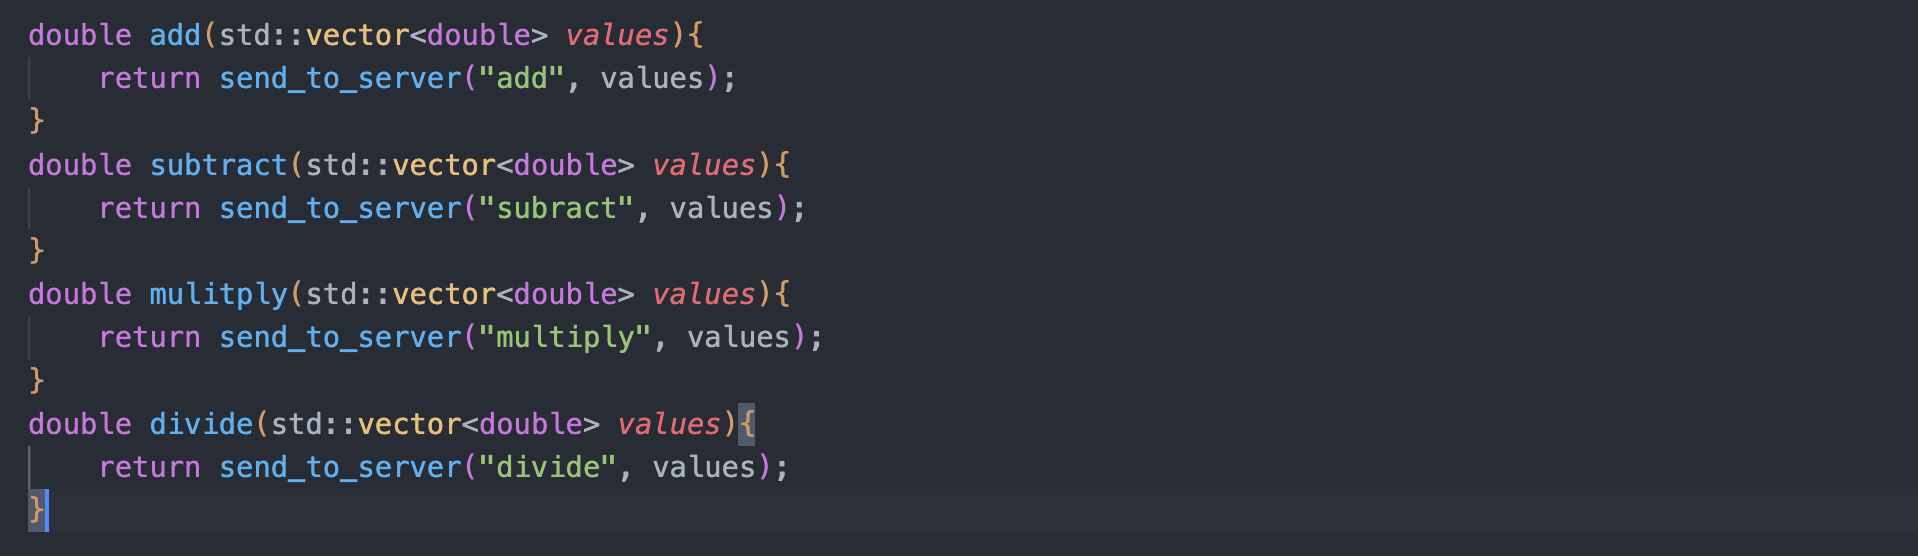 double add(std::vector<double> values){
    return send_to_server("add", values);
}
double subtract(std::vector<double> values){
    return send_to_server("subract", values);
}
double mulitply(std::vector<double> values){
    return send_to_server("multiply", values);
}
double divide(std::vector<double> values){
    return send_to_server("divide", values);
}